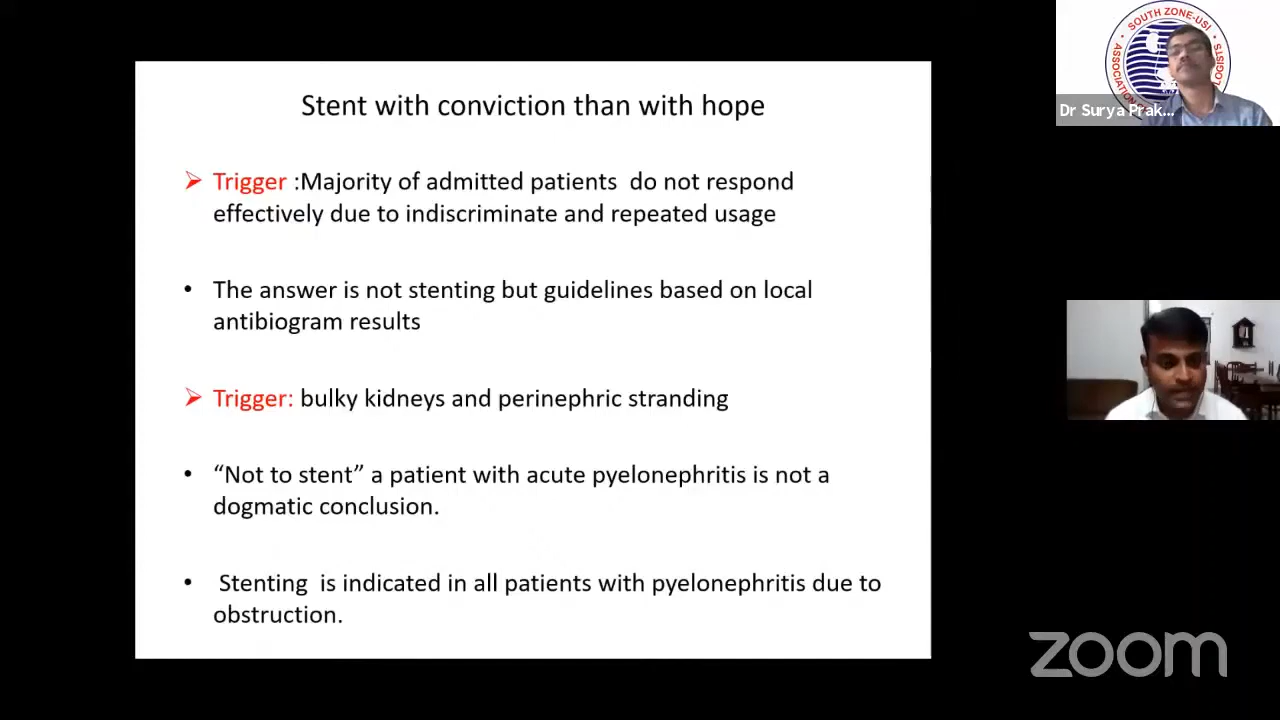 Stent with conviction than with hope
➢ Trigger :Majority of admitted patients do not respond
effectively due to indiscriminate and repeated usage
• The answer is not stenting but guidelines based on local
antibiogram results
➢ Trigger: bulky kidneys and perinephric stranding
• “Not to stent” a patient with acute pyelonephritis is not a
dogmatic conclusion.
• Stenting is indicated in all patients with pyelonephritis due to
obstruction.
SOUTH ZONE-USI
Dr Surya Prak...
zoom